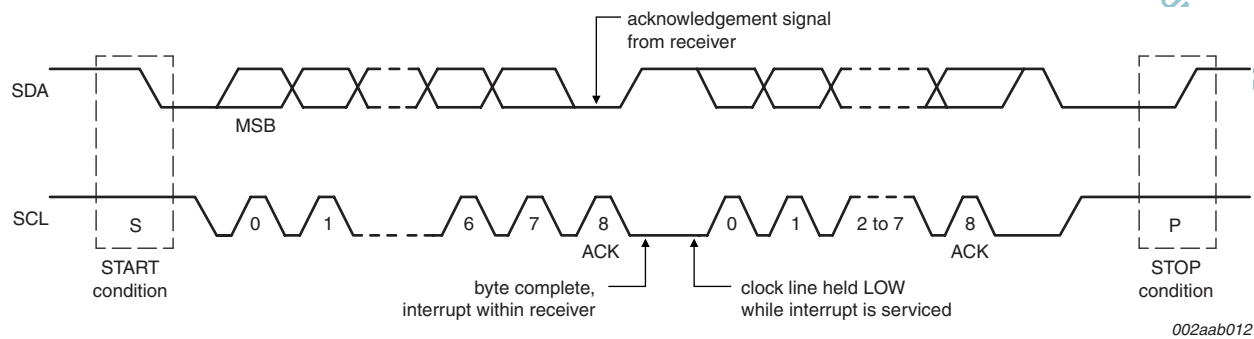 acknowledgement signal
from receiver
SDA
MSB
SCL
S
0
1
6
7
8
0
1
2 to 7
8
P
ACK
ACK
START
condition
byte complete,
interrupt within receiver
clock line held LOW
while interrupt is serviced
STOP
condition
002aab012